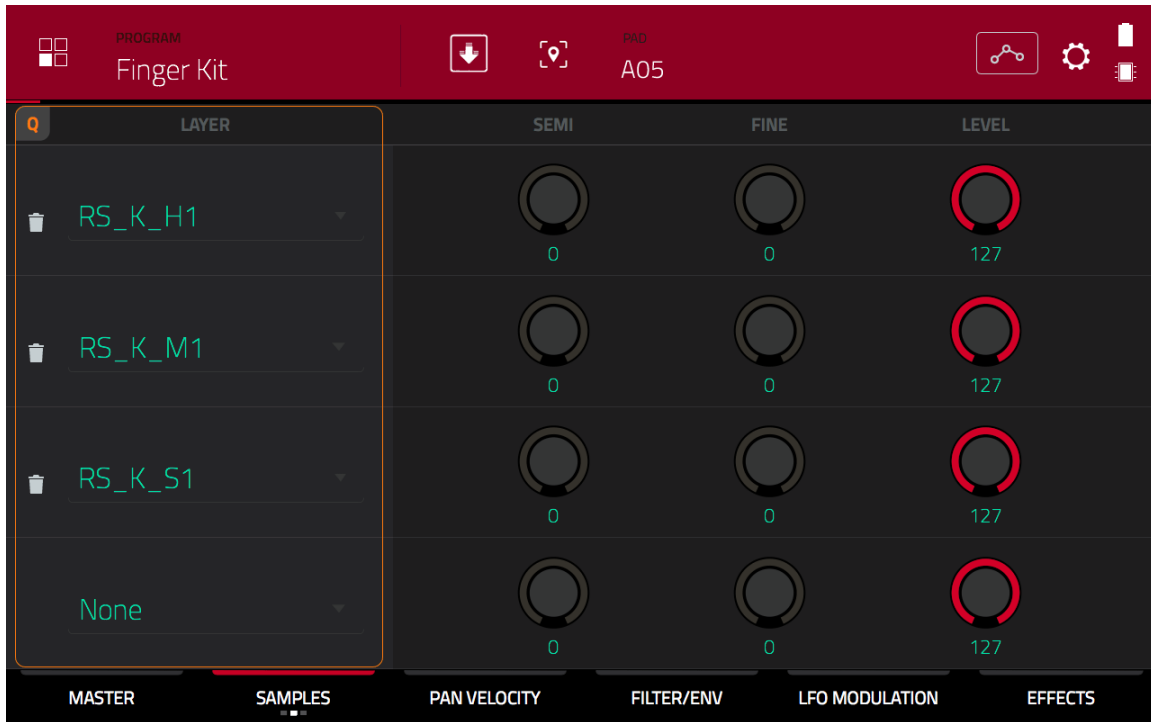 PROGRAM
Finger Kit
PAD
A05
Q
LAYER
SEMI
FINE
LEVEL
RS_K_H1
0
0
127
RS_K_M1
0
0
127
RS_K_S1
0
0
127
None
0
0
127
MASTER
SAMPLES
PAN VELOCITY
FILTER/ENV
LFO MODULATION
EFFECTS